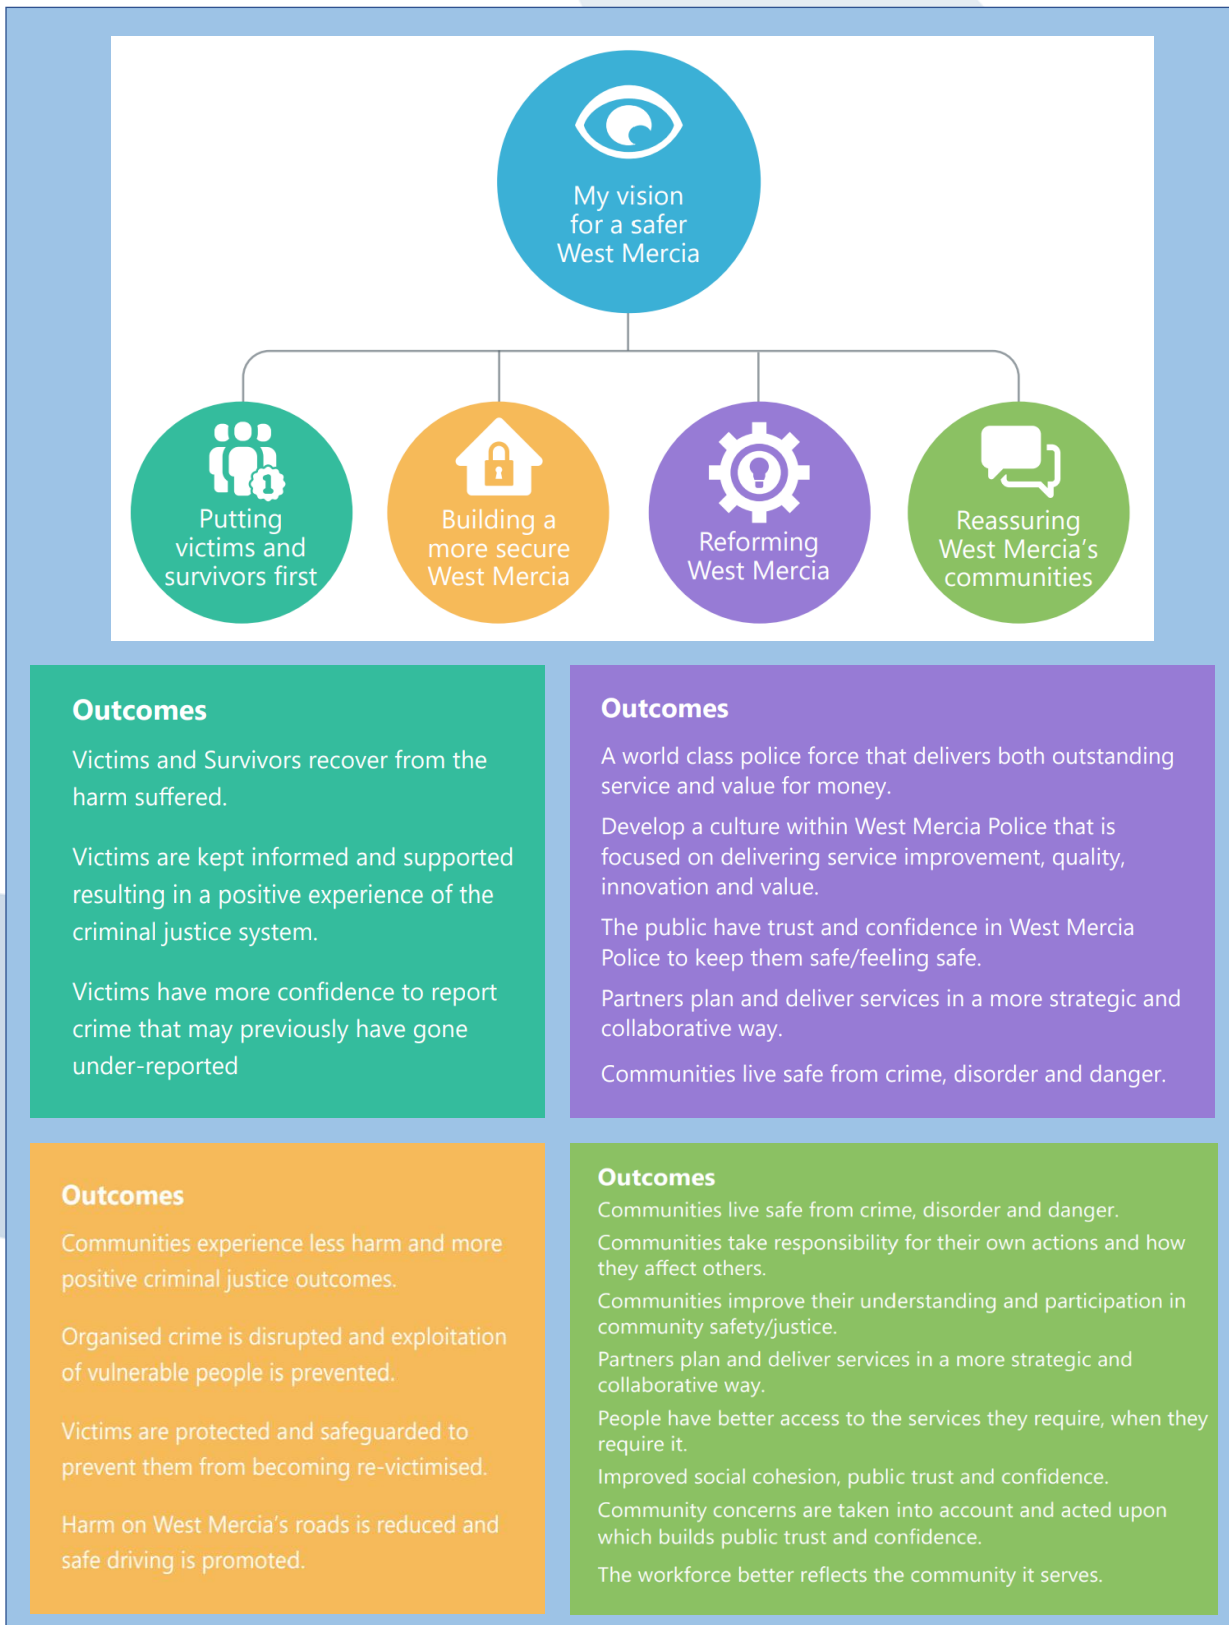 My vision
for a safer
West Mercia
1
Putting
victims and
survivors first
Building a
more secure
West Mercia
Reforming
West Mercia
Reassuring
West Mercia's
communities
Outcomes
Victims and Survivors recover from the
harm suffered.
Victims are kept informed and supported
resulting in a positive experience of the
criminal justice system.
Victims have more confidence to report
crime that may previously have gone
under-reported
Outcomes
A world class police force that delivers both outstanding
service and value for money.
Develop a culture within West Mercia Police that is
focused on delivering service improvement, quality,
innovation and value.
The public have trust and confidence in West Mercia
Police to keep them safe/feeling safe.
Partners plan and deliver services in a more strategic and
collaborative way.
Communities live safe from crime, disorder and danger.
Outcomes
Communities experience less harm and more
positive criminal justice outcomes.
Organised crime is disrupted and exploitation
of vulnerable people is prevented.
Victims are protected and safeguarded to
prevent them from becoming re-victimised.
Harm on West Mercia's roads is reduced and
safe driving is promoted.
Outcomes
Communities live safe from crime, disorder and danger.
Communities take responsibility for their own actions and how
they affect others.
Communities improve their understanding and participation in
community safety/justice.
Partners plan and deliver services in a more strategic and
collaborative way.
People have better access to the services they require, when they
require it.
Improved social cohesion, public trust and confidence.
Community concerns are taken into account and acted upon
which builds public trust and confidence.
The workforce better reflects the community it serves.